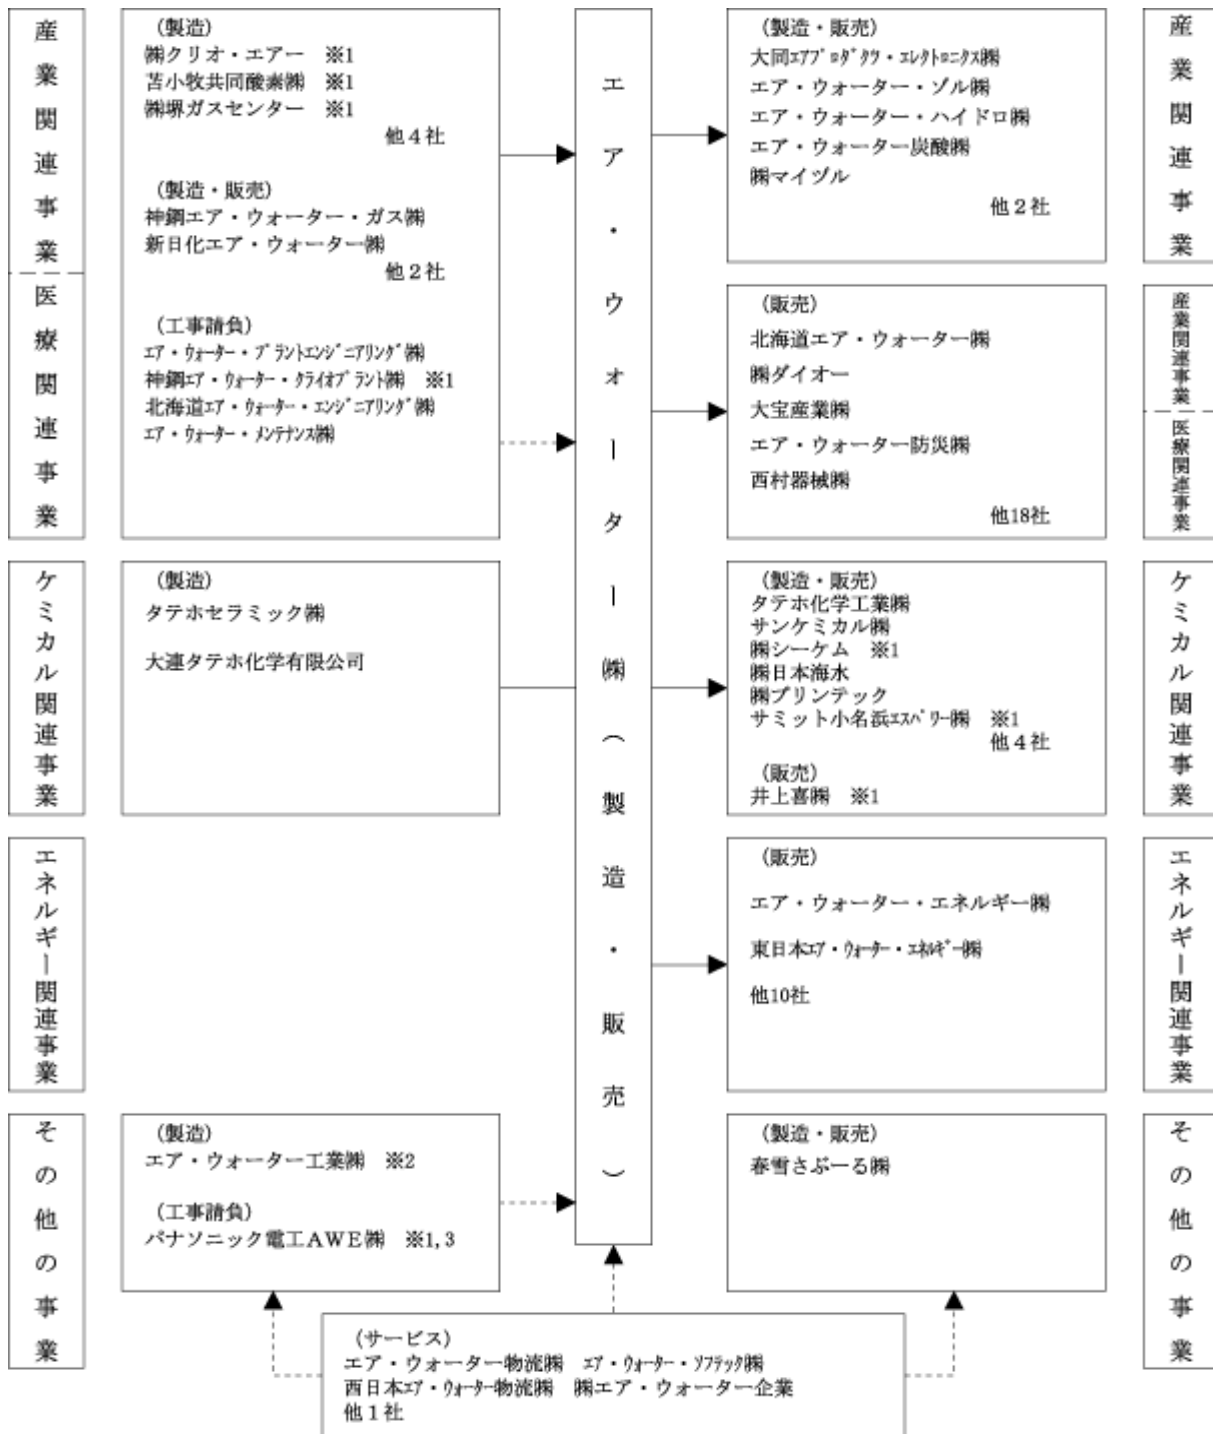 産業関連事業
医療関連事業
(製造)
㈱クリオ・エアー ※1
苫小牧共同酸素㈱ ※1
㈱堺ガスセンター ※1
他４社
(製造・販売)
神鋼エア・ウォーター・ガス㈱
新日化エア・ウォーター㈱
他２社
(工事請負)
ｴｱ・ｳｫｰﾀｰ・ﾌﾟﾗﾝﾄｴﾝｼﾞﾆｱﾘﾝｸﾞ㈱
神鋼ｴｱ・ｳｫｰﾀｰ・ｸﾗｲｵﾌﾟﾗﾝﾄ㈱ ※1
北海道ｴｱ・ｳｫｰﾀｰ・ｴﾝｼﾞﾆｱﾘﾝｸﾞ㈱
ｴｱ・ｳｫｰﾀｰ・ﾒﾝﾃﾅﾝｽ㈱
ケミカル関連事業
(製造)
タテホセラミック㈱
大連タテホ化学有限公司
エネルギー関連事業
その他の事業
(製造)
エア・ウォーター工業㈱ ※2
(工事請負)
パナソニック電工ＡＷＥ㈱ ※1,3
エア・ウォーター㈱（製造・販売）
(製造・販売)
大同ｴｱﾌﾟﾛﾀﾞｸﾂ・ｴﾚｸﾄﾛﾆｸｽ㈱
エア・ウォーター・ゾル㈱
エア・ウォーター・ハイドロ㈱
エア・ウォーター炭酸㈱
㈱マイヅル
他２社
産業関連事業
(販売)
北海道エア・ウォーター㈱
㈱ダイオー
大宝産業㈱
エア・ウォーター防災㈱
西村器械㈱
他18社
産業関連事業
医療関連事業
(製造・販売)
タテホ化学工業㈱
サンケミカル㈱
㈱シーケム ※1
㈱日本海水
㈱プリンテック
サミット小名浜ｴｽﾊﾟﾜｰ㈱ ※1
他４社
(販売)
井上喜㈱ ※1
ケミカル関連事業
(販売)
エア・ウォーター・エネルギー㈱
東日本ｴｱ・ｳｫｰﾀｰ・ｴﾈﾙｷﾞｰ㈱
他10社
エネルギー関連事業
(製造・販売)
春雪さぶーる㈱
その他の事業
(サービス)
エア・ウォーター物流㈱ ｴｱ・ｳｫｰﾀｰ・ｿﾌﾃｯｸ㈱
西日本ｴｱ・ｳｫｰﾀｰ物流㈱ ㈱エア・ウォーター企業
他１社